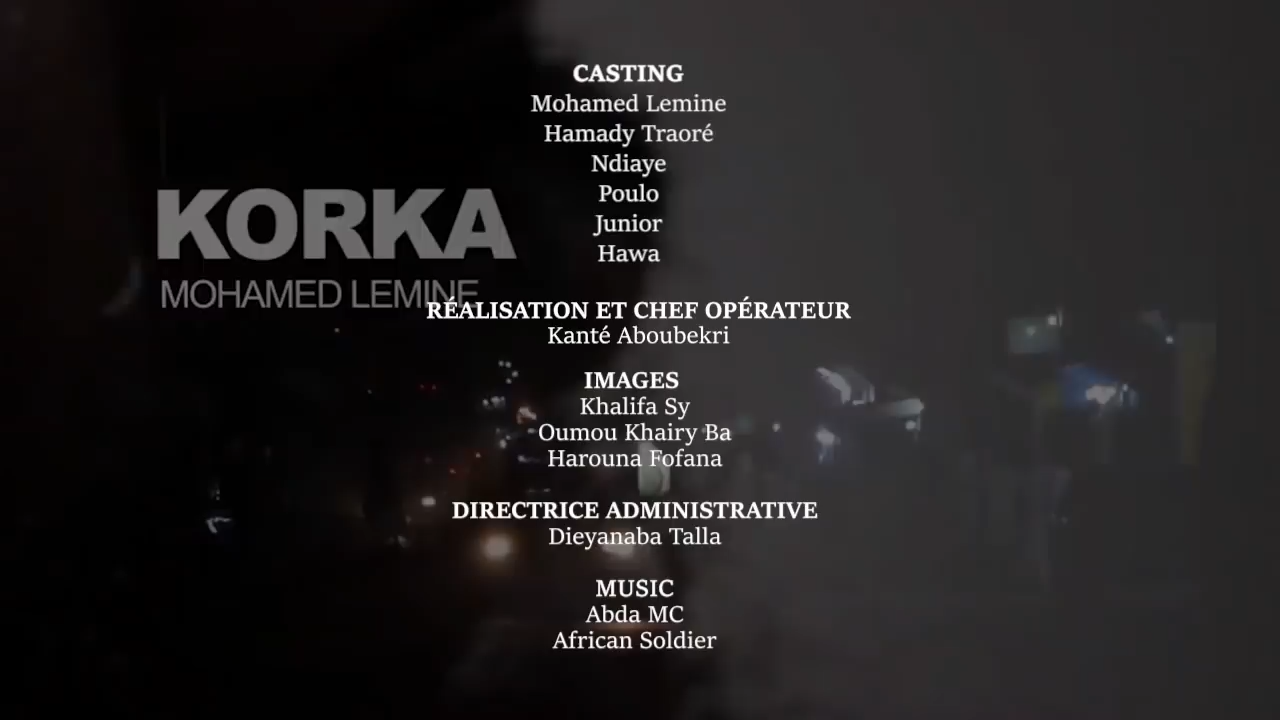 CASTING
Mohamed Lemine
Hamady Traoré
Ndiaye
Poulo
Junior
Hawa
KORKA
MOHAMED LEMINE
RÉALISATION ET CHEF OPÉRATEUR
Kanté Aboubekri
IMAGES
Khalifa Sy
Oumou Khairy Ba
Harouna Fofana
DIRECTRICE ADMINISTRATIVE
Dieyanaba Talla
MUSIC
Abda MC
African Soldier